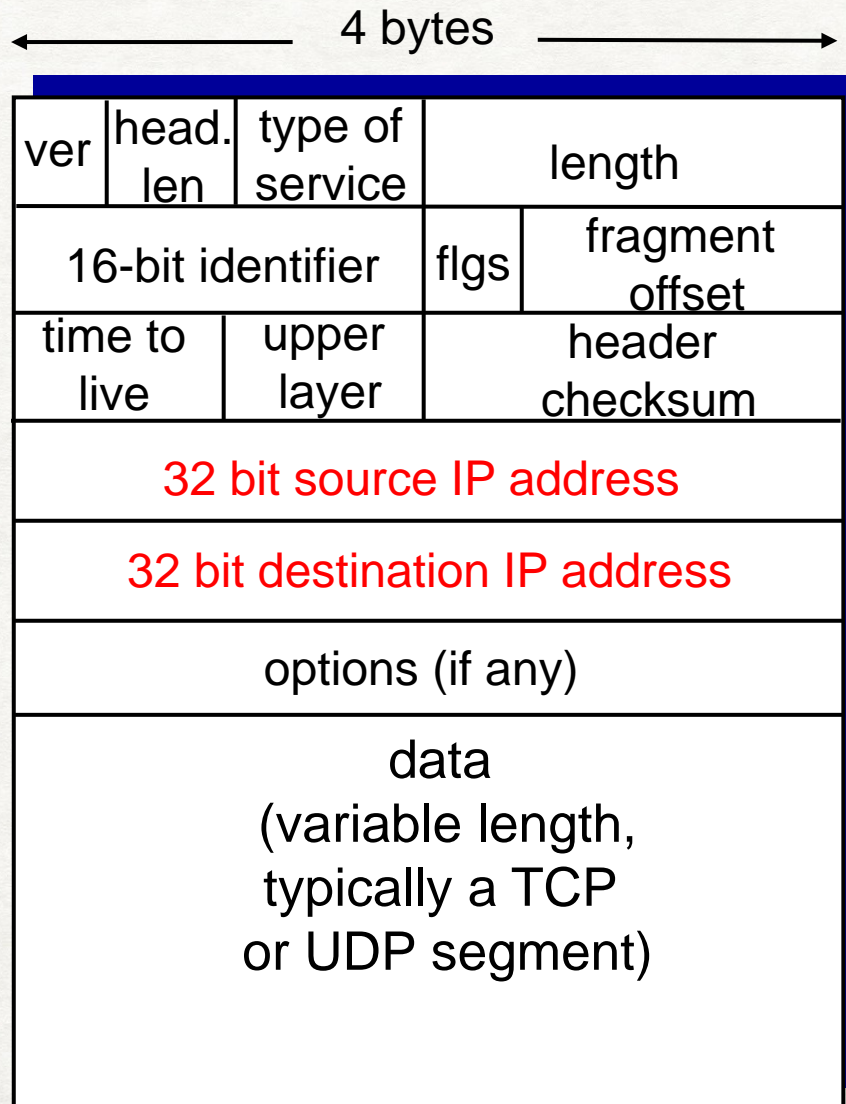 4 bytes
ver
head.
len
type of
service
length
16-bit identifier
flgs
fragment
offset
time to
live
upper
layer
header
checksum
32 bit source IP address
32 bit destination IP address
options (if any)
data
(variable length,
typically a TCP
or UDP segment)